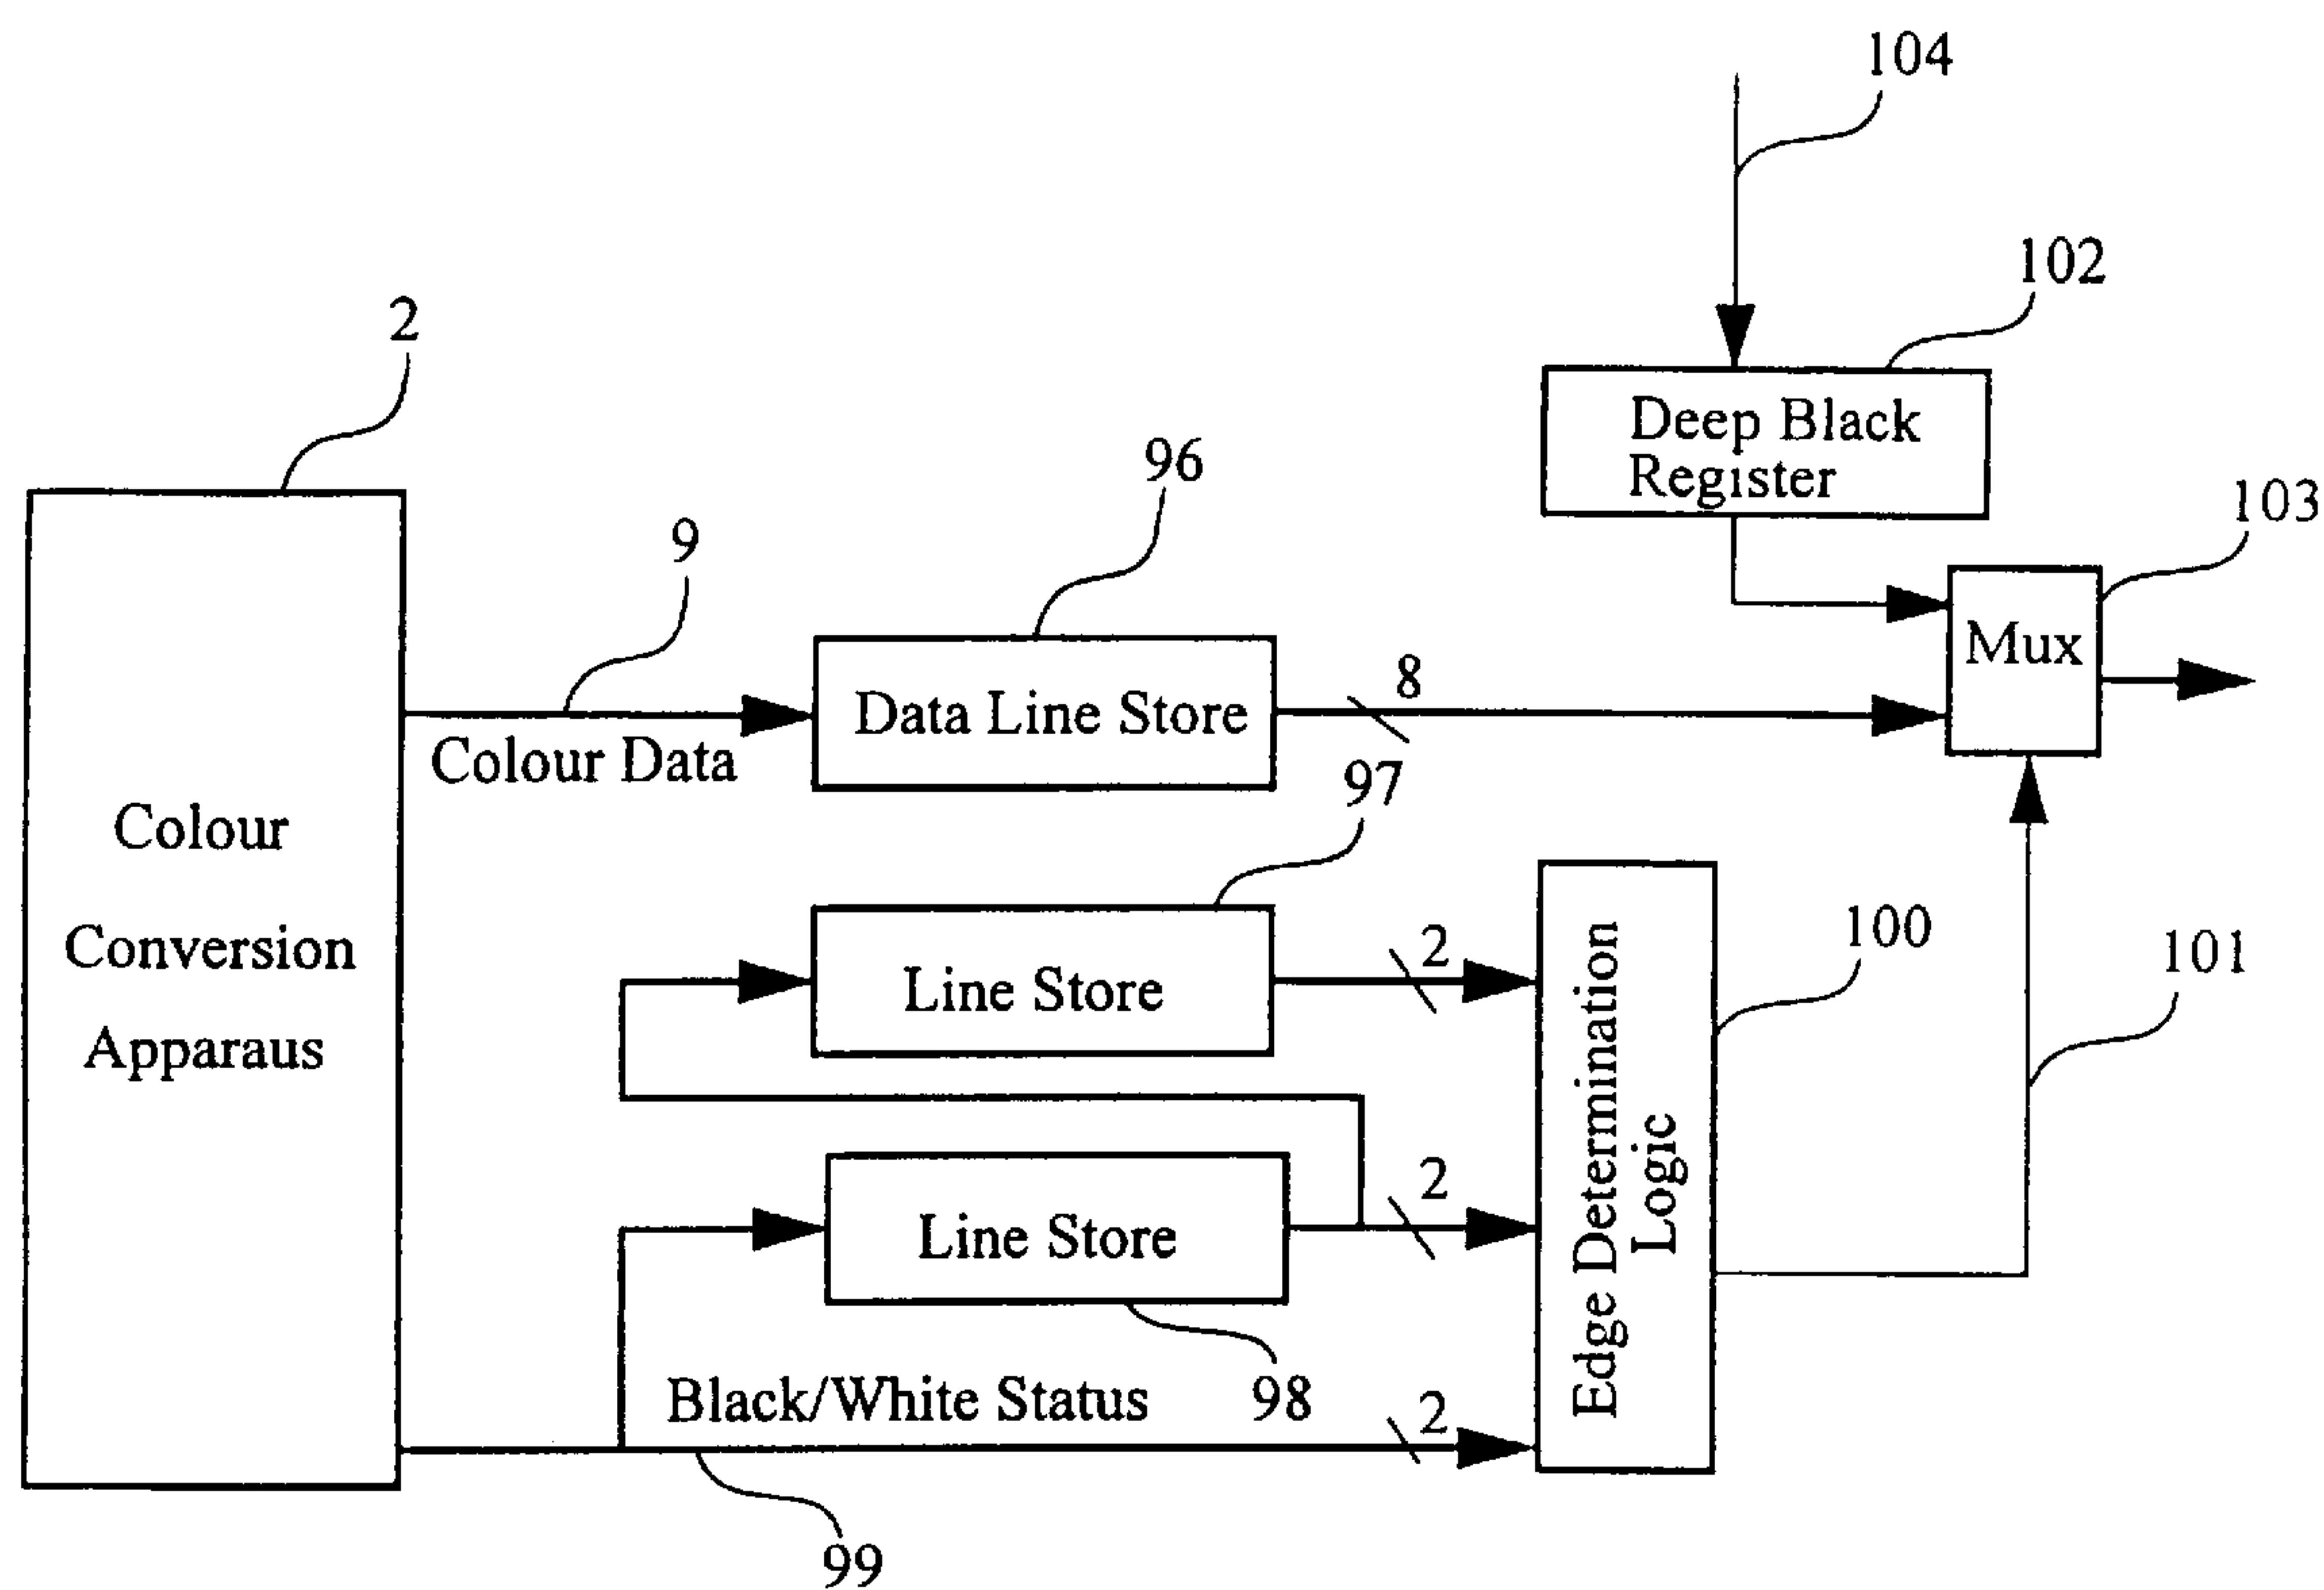 104
102
2
Deep Black
Register
103
96
9
Mux
8
Data Line Store
Colour Data
97
Colour
Conversion
Apparaus
100
101
2
Line Store
Edge Determination
Logic
2
Line Store
Black/White Status
98
2
99